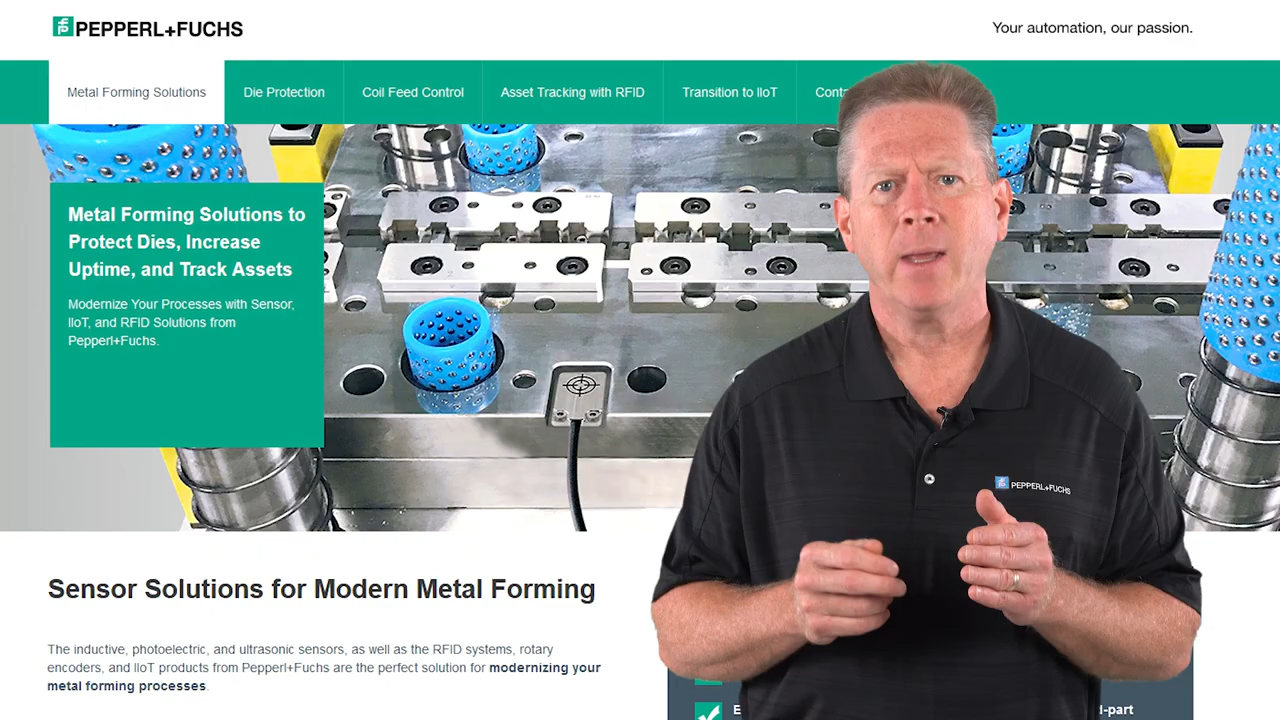 PEPPERL+FUCHS
Your automation, our passion.
Metal Forming Solutions
Die Protection
Coil Feed Control
Asset Tracking with RFID
Transition to IIoT
Metal Forming Solutions to
Protect Dies, Increase
Uptime, and Track Assets
Modernize Your Processes with Sensor,
IIoT, and RFID Solutions from
Pepperl+Fuchs.
PEPPERL+FUCHS
Sensor Solutions for Modern Metal Forming
The inductive, photoelectric, and ultrasonic sensors, as well as the RFID systems, rotary
encoders, and IIoT products from Pepperl+Fuchs are the perfect solution for modernizing your
metal forming processes.